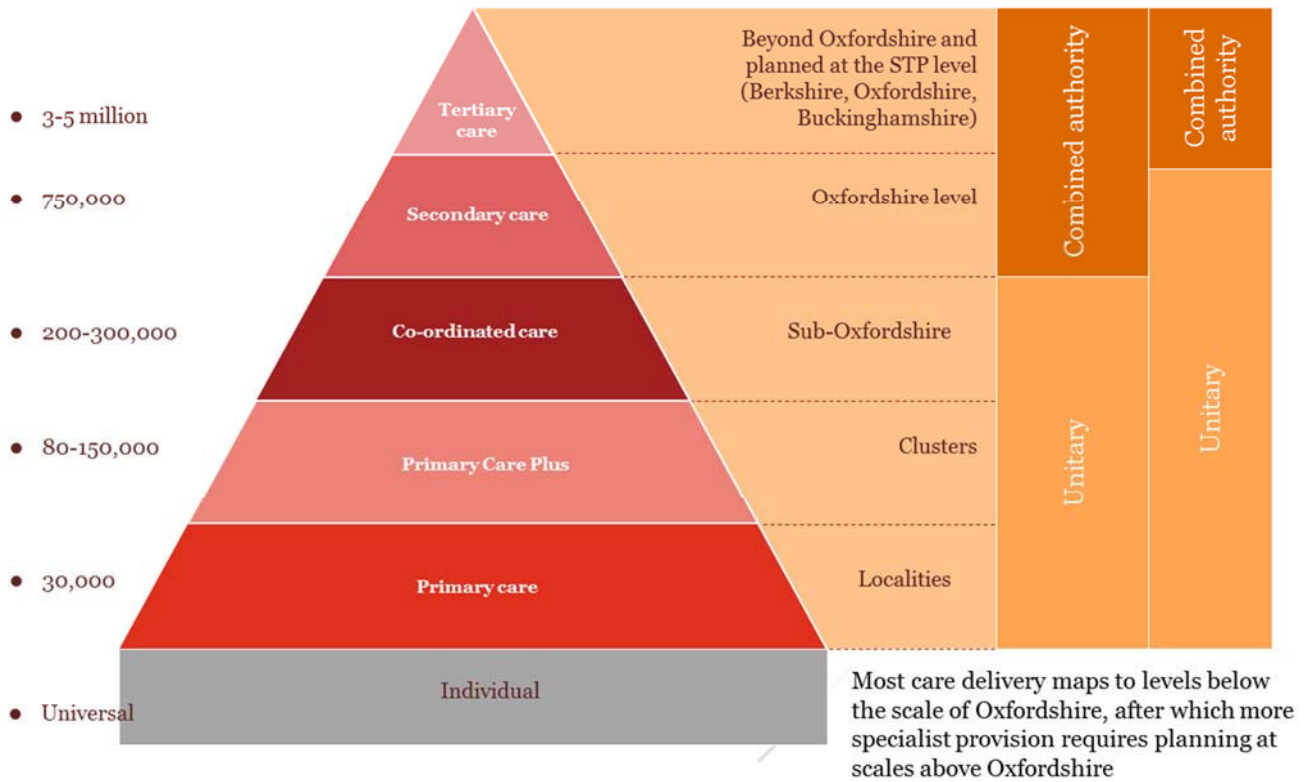 Beyond Oxfordshire and
planned at the STP level
(Berkshire, Oxfordshire,
Buckinghamshire)
Combined authority
Combined
authority
• 3-5 million
Tertiary
care
• 750,000
Secondary care
Oxfordshire level
• 200-300,000
Co-ordinated care
Sub-Oxfordshire
Unitary
Unitary
• 80-150,000
Primary Care Plus
Clusters
• 30,000
Primary care
Localities
• Universal
Individual
Most care delivery maps to levels below
the scale of Oxfordshire, after which more
specialist provision requires planning at
scales above Oxfordshire